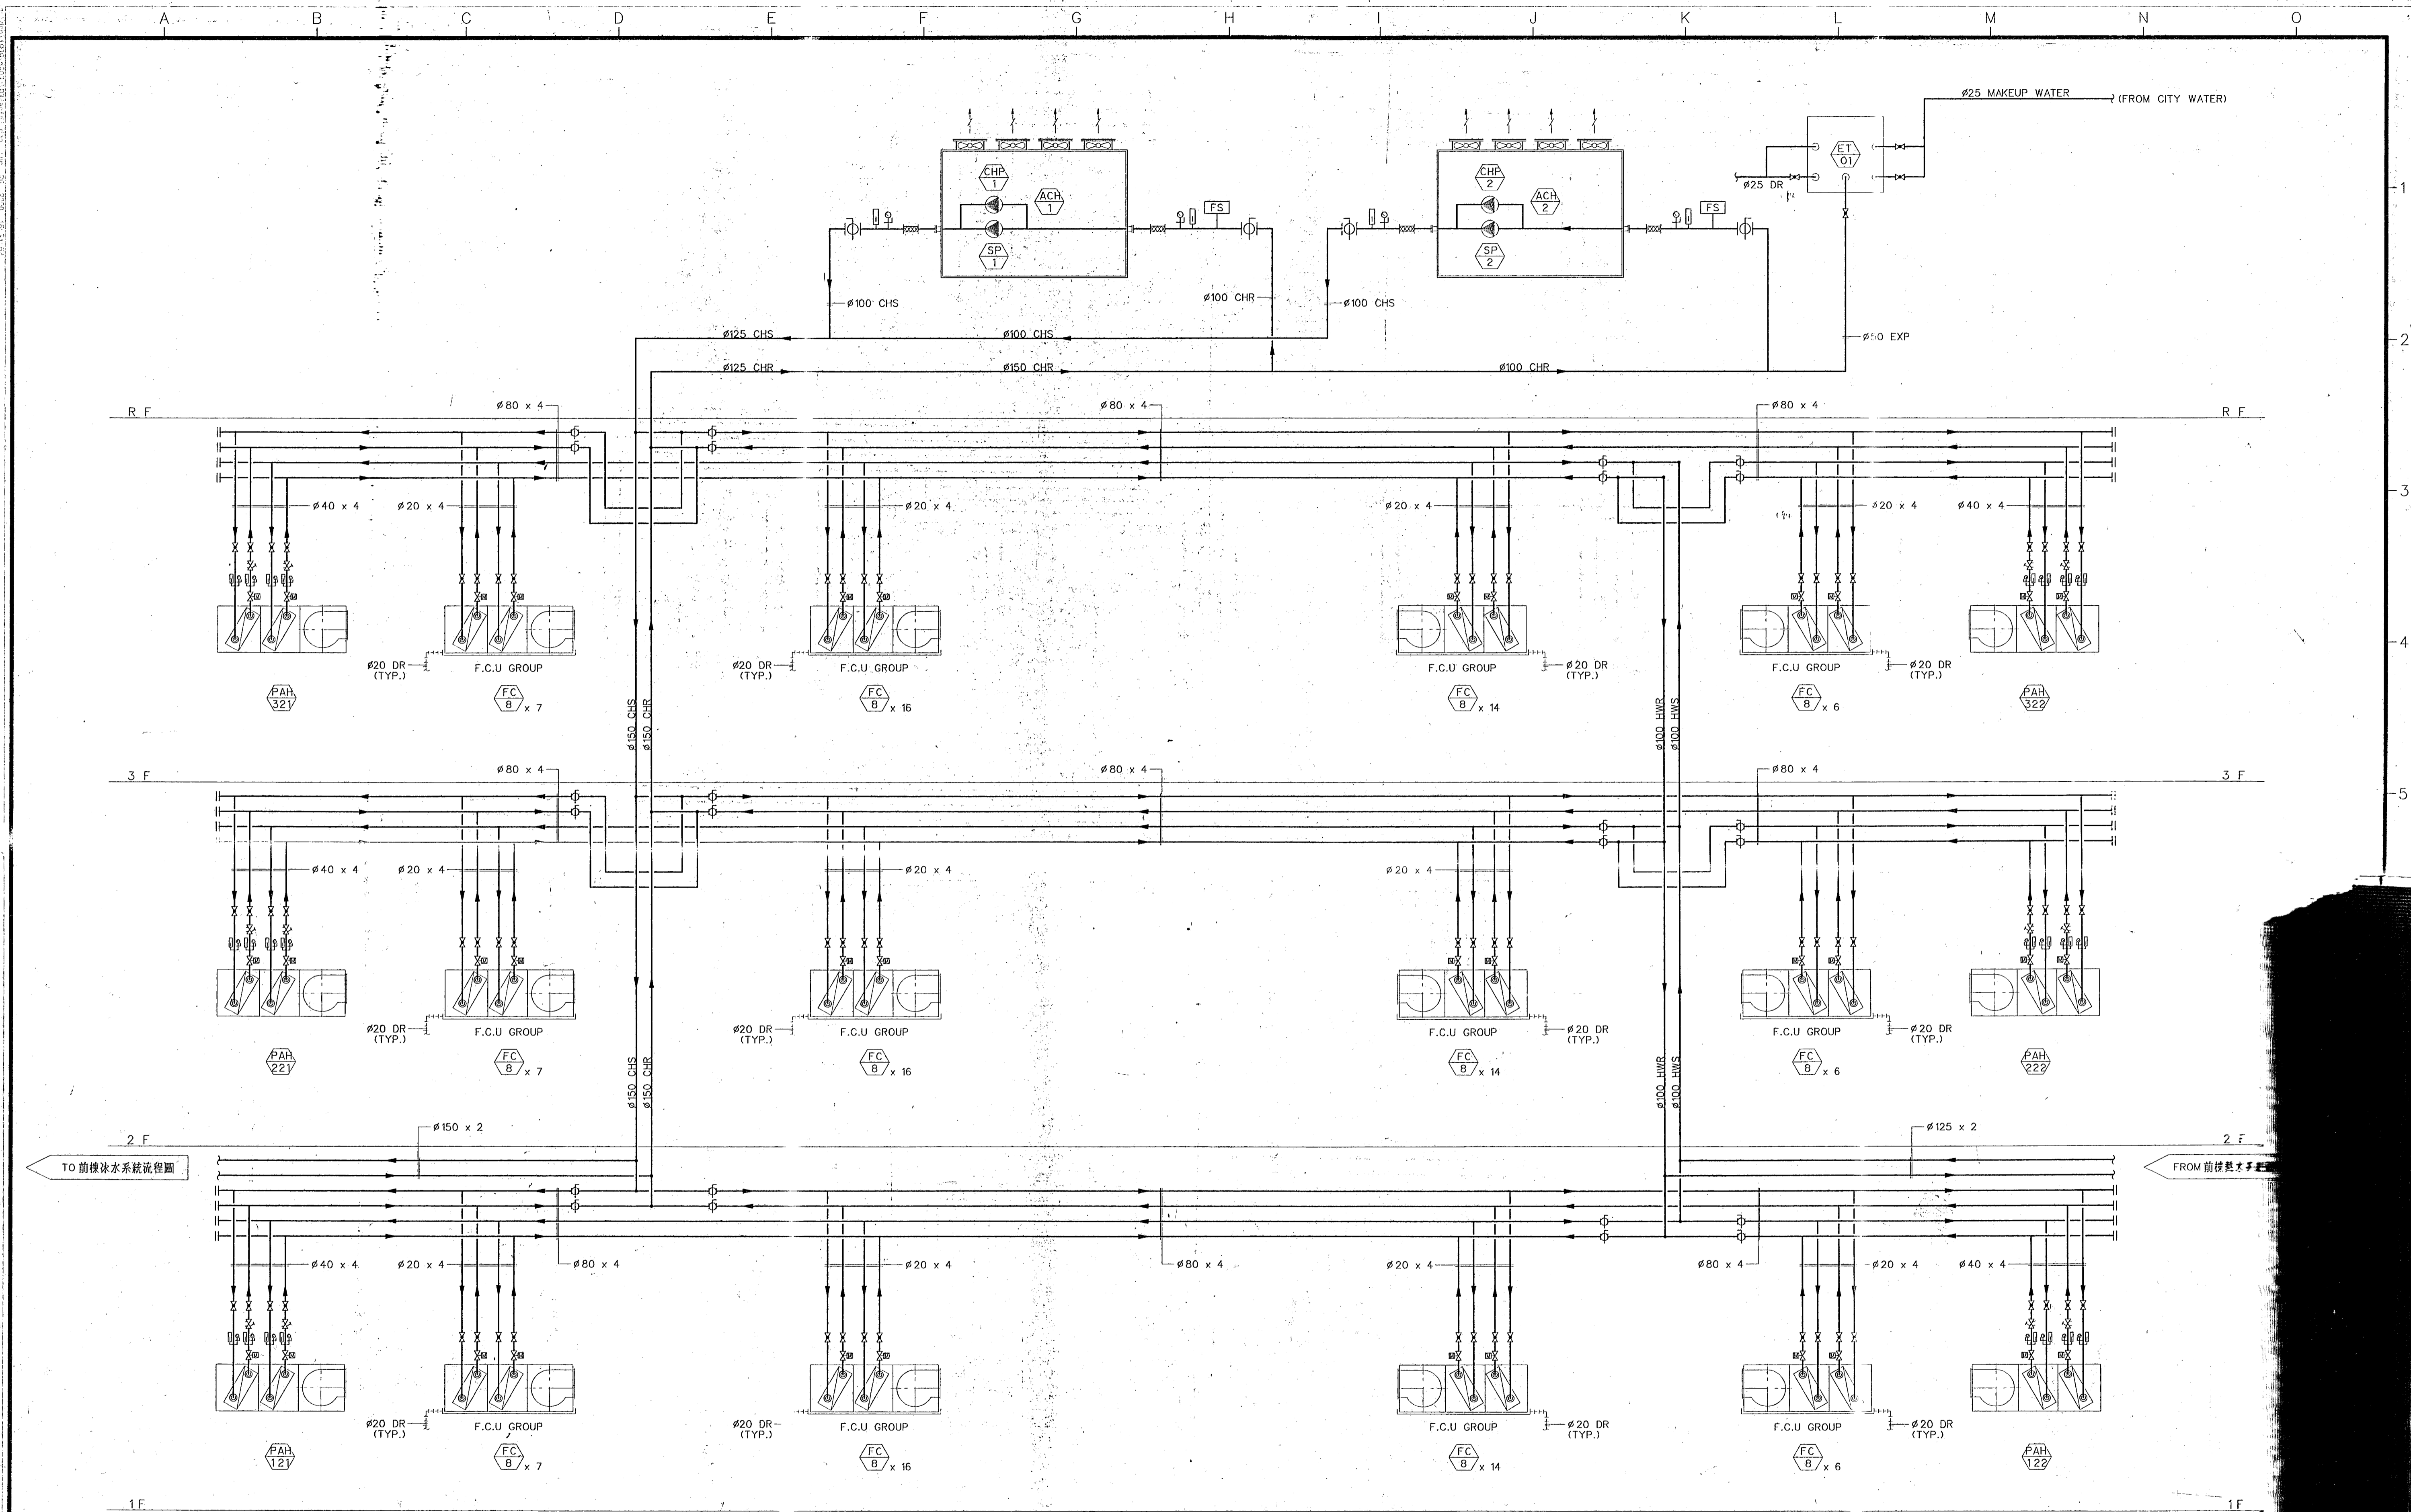 A B C D E F G H I J K L M N O
Ø25 MAKEUP WATER
(FROM CITY WATER)
ET
01
Ø25 DR
1
CHP
1
ACH
1
SP
1
FS
CHP
2
ACH
2
SP
2
FS
Ø100 CHS
Ø100 CHR
Ø100 CHS
Ø125 CHS
Ø100 CHS
Ø50 EXP
2
Ø125 CHR
Ø150 CHR
Ø100 CHR
R F
Ø80 x 4
Ø80 x 4
Ø80 x 4
R F
3
Ø40 x 4
Ø20 x 4
Ø20 x 4
Ø20 x 4
Ø20 x 4
Ø40 x 4
4
Ø20 DR
(TYP.)
F.C.U GROUP
Ø20 DR
(TYP.)
F.C.U GROUP
F.C.U GROUP
Ø20 DR
(TYP.)
F.C.U GROUP
Ø20 DR
(TYP.)
PAH
321
FC
8 x 7
FC
8 x 16
FC
8 x 14
FC
8 x 6
PAH
322
Ø150 CHS
Ø150 CHR
Ø100 HWR
Ø100 HWS
3 F
Ø80 x 4
Ø80 x 4
Ø80 x 4
3 F
5
Ø40 x 4
Ø20 x 4
Ø20 x 4
Ø20 x 4
Ø20 DR
(TYP.)
F.C.U GROUP
Ø20 DR
(TYP.)
F.C.U GROUP
F.C.U GROUP
Ø20 DR
(TYP.)
F.C.U GROUP
Ø20 DR
(TYP.)
PAH
221
FC
8 x 7
FC
8 x 16
FC
8 x 14
FC
8 x 6
PAH
222
Ø150 CHS
Ø150 CHR
Ø100 HWR
Ø100 HWS
2 F
Ø150 x 2
Ø125 x 2
2 F
TO 前棟冰水系統流程圖
FROM 前棟熱水
Ø40 x 4
Ø20 x 4
Ø80 x 4
Ø20 x 4
Ø80 x 4
Ø20 x 4
Ø80 x 4
Ø20 x 4
Ø40 x 4
Ø20 DR
(TYP.)
F.C.U GROUP
Ø20 DR
(TYP.)
F.C.U GROUP
F.C.U GROUP
Ø20 DR
(TYP.)
F.C.U GROUP
Ø20 DR
(TYP.)
PAH
121
FC
8 x 7
FC
8 x 16
FC
8 x 14
FC
8 x 6
PAH
122
1 F
1 F